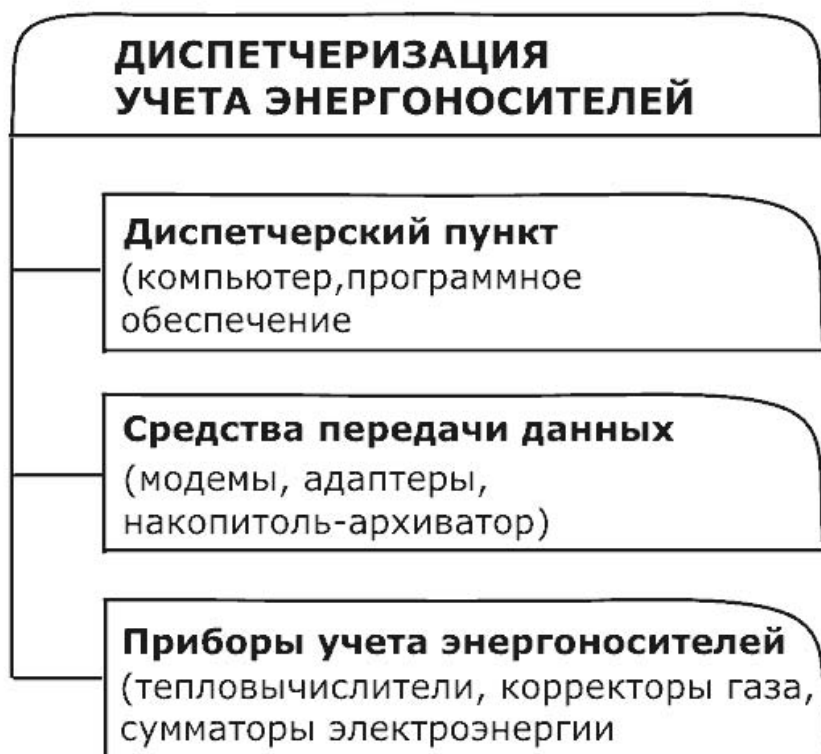 ДИСПЕТЧЕРИЗАЦИЯ
УЧЕТА ЭНЕРГОНОСИТЕЛЕЙ
Диспетчерский пункт
(компьютер,программное
обеспечение
Средства передачи данных
(модемы, адаптеры,
накопитоль-архиватор)
Приборы учета энергоносителей
(тепловычислители, корректоры газа,
сумматоры электроэнергии